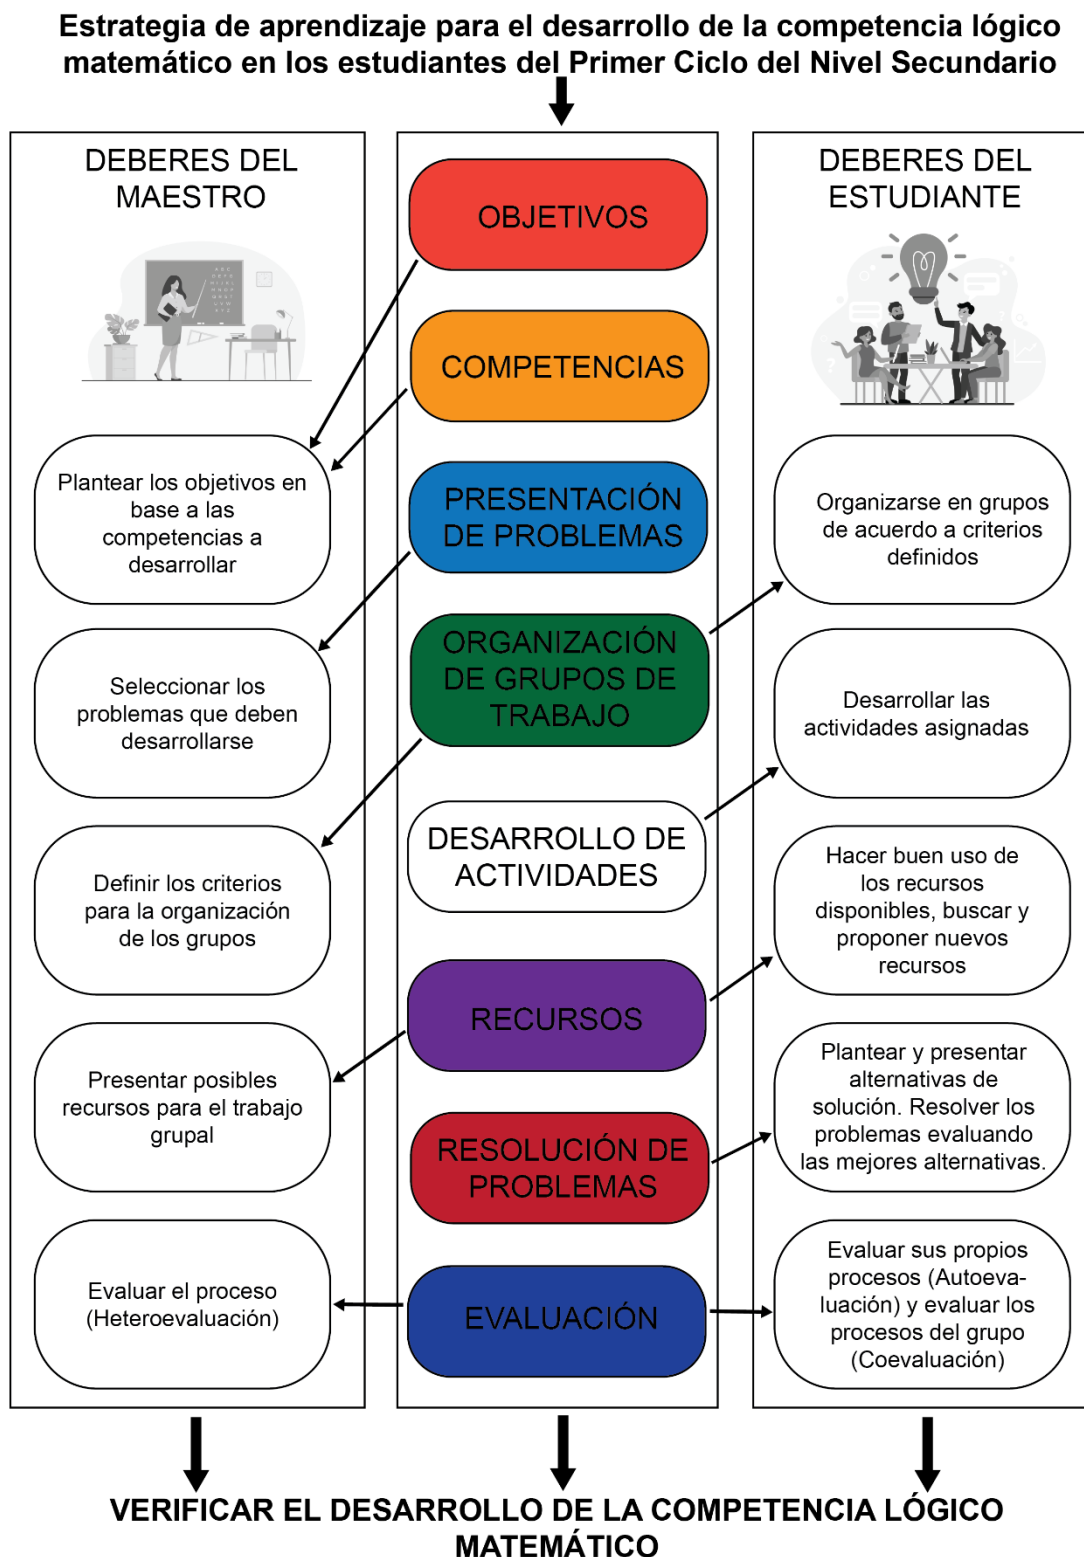 Estrategia de aprendizaje para el desarrollo de la competencia lógico
matemático en los estudiantes del Primer Ciclo del Nivel Secundario
DEBERES DEL
MAESTRO
Plantear los objetivos en
base a las
competencias a
desarrollar
Seleccionar los
problemas que deben
desarrollarse
Definir los criterios
para la organización
de los grupos
Presentar posibles
recursos para el trabajo
grupal
Evaluar el proceso
(Heteroevaluación)
OBJETIVOS
COMPETENCIAS
PRESENTACIÓN
DE PROBLEMAS
ORGANIZACIÓN
DE GRUPOS DE
TRABAJO
DESARROLLO DE
ACTIVIDADES
RECURSOS
RESOLUCIÓN DE
PROBLEMAS
EVALUACIÓN
DEBERES DEL
ESTUDIANTE
Organizarse en grupos
de acuerdo a criterios
definidos
Desarrollar las
actividades asignadas
Hacer buen uso de
los recursos
disponibles, buscar y
proponer nuevos
recursos
Plantear y presentar
alternativas de
solución. Resolver los
problemas evaluando
las mejores alternativas.
Evaluar sus propios
procesos (Autoeva-
luación) y evaluar los
procesos del grupo
(Coevaluación)
VERIFICAR EL DESARROLLO DE LA COMPETENCIA LÓGICO
MATEMÁTICO